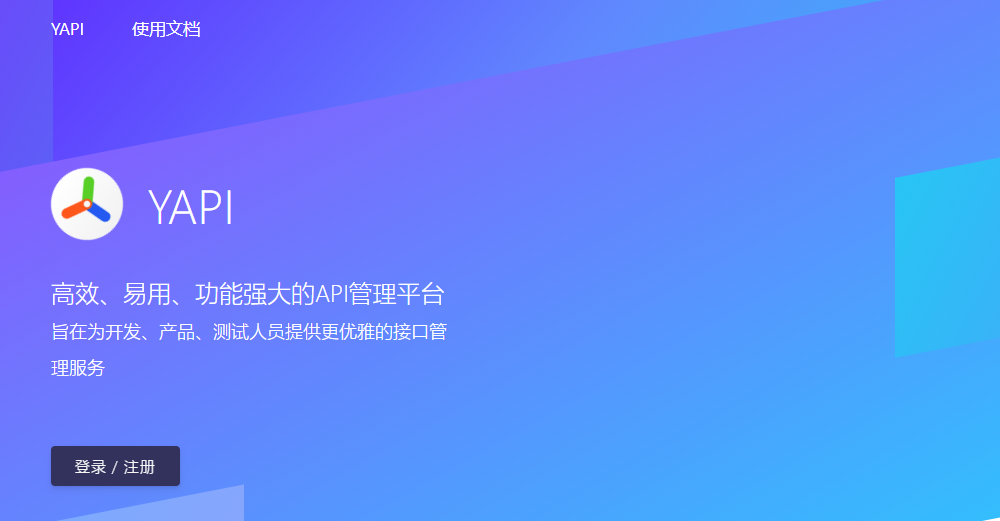 YAPI 使用文档
YAPI
高效、易用、功能强大的API管理平台
旨在为开发、产品、测试人员提供更优雅的接口管
理服务
登录 / 注册